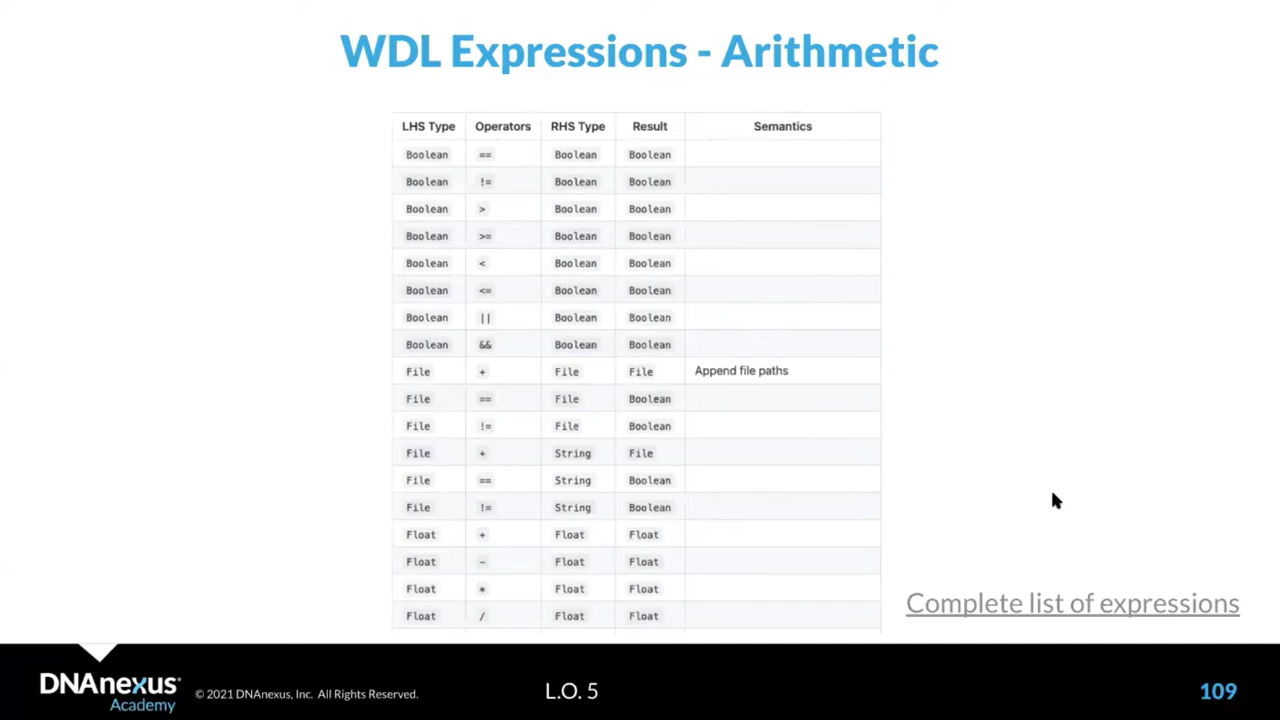 WDL Expressions - Arithmetic
LHS Type Operators RHS Type Result Semantics
Boolean == Boolean Boolean
Boolean != Boolean Boolean
Boolean > Boolean Boolean
Boolean >= Boolean Boolean
Boolean < Boolean Boolean
Boolean <= Boolean Boolean
Boolean || Boolean Boolean
Boolean && Boolean Boolean
File + File File Append file paths
File == File Boolean
File != File Boolean
File + String File
File == String Boolean
File != String Boolean
Float + Float Float
Float - Float Float
Float * Float Float
Float / Float Float
Complete list of expressions
DNAnexus®
Academy
© 2021 DNAnexus, Inc. All Rights Reserved.
L.O. 5
109